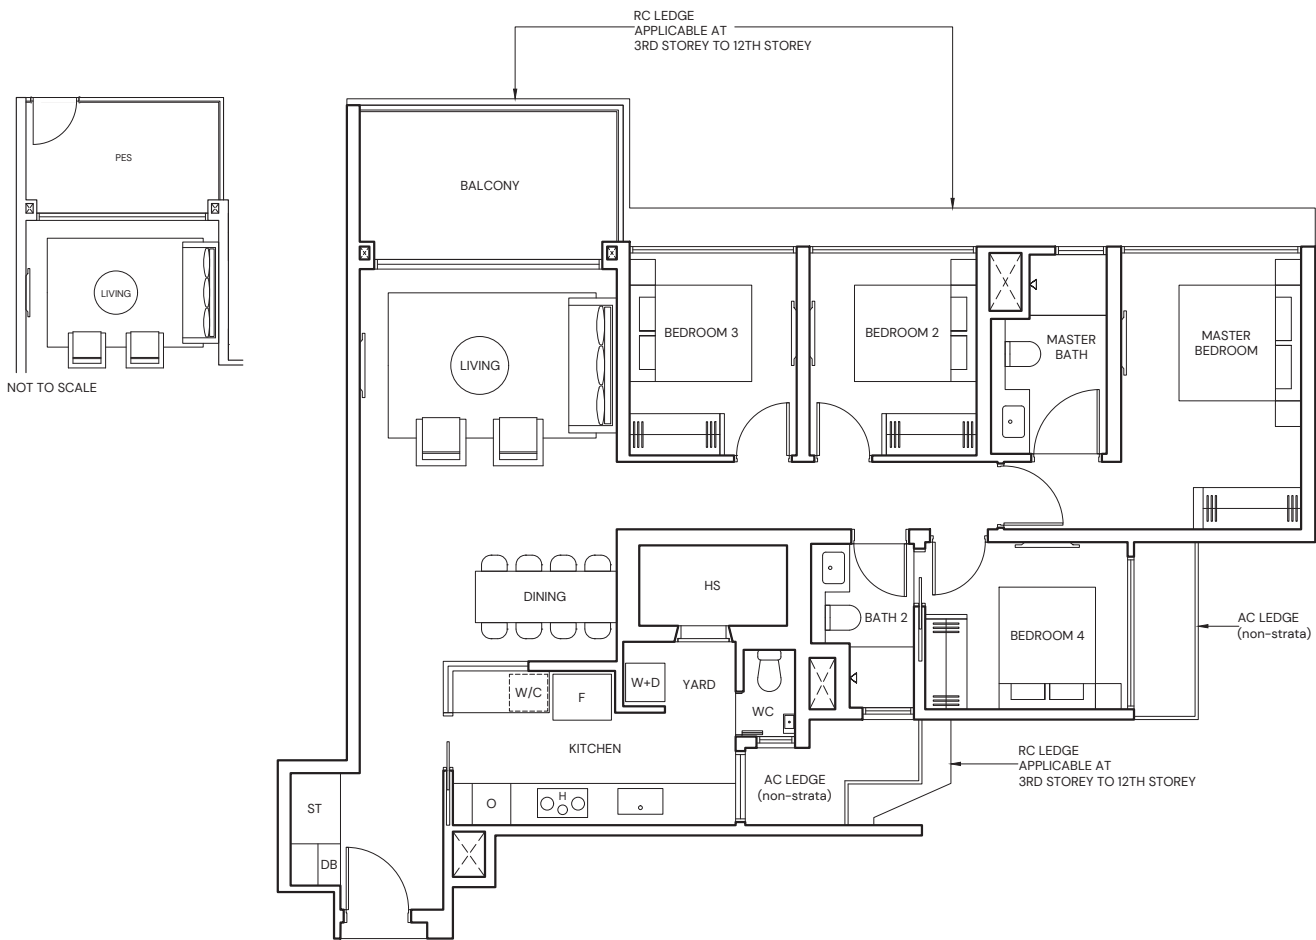 RC LEDGE
APPLICABLE AT
3RD STOREY TO 12TH STOREY
PES
LIVING
NOT TO SCALE
BALCONY
LIVING
BEDROOM 3
BEDROOM 2
MASTER
BATH
MASTER
BEDROOM
DINING
HS
BATH 2
BEDROOM 4
AC LEDGE
(non-strata)
W/C
F
W+D
YARD
WC
KITCHEN
AC LEDGE
(non-strata)
RC LEDGE
APPLICABLE AT
3RD STOREY TO 12TH STOREY
ST
O
H
DB